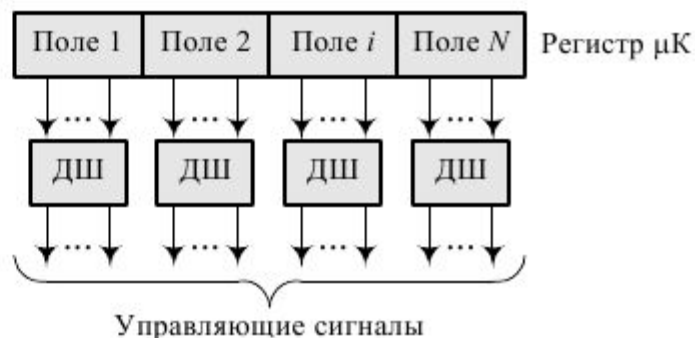 Поле 1 Поле 2 Поле i Поле N Регистр μК
... ... ... ...
ДШ ДШ ДШ ДШ
... ... ... ...
Управляющие сигналы